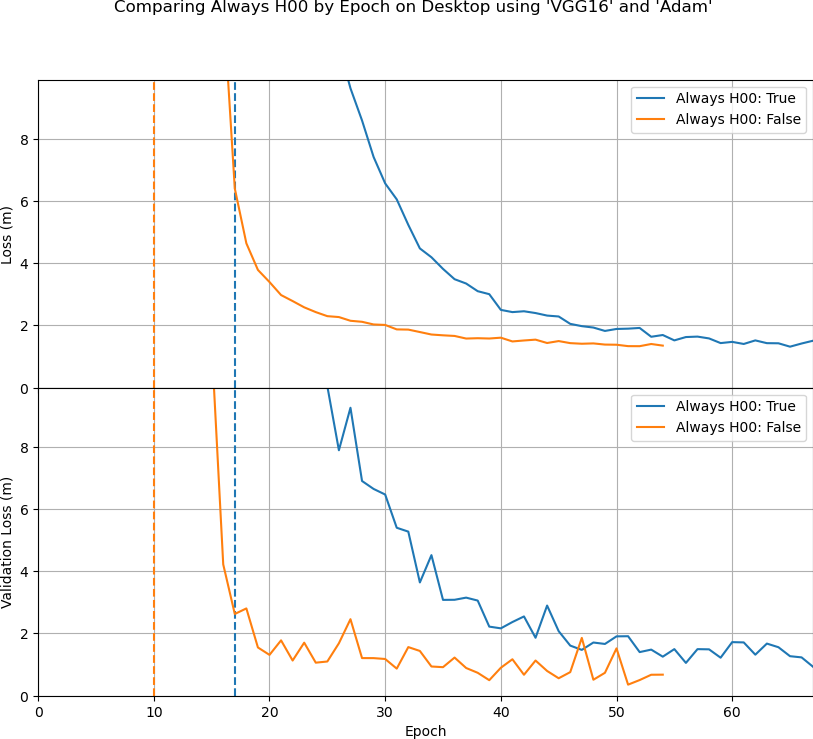 Comparing Always H00 by Epoch on Desktop using 'VGG16' and 'Adam'
Always H00: True
Always H00: False
8
6
4
2
0
Loss (m)
Always H00: True
Always H00: False
8
6
4
2
0
Validation Loss (m)
0 10 20 30 40 50 60
Epoch